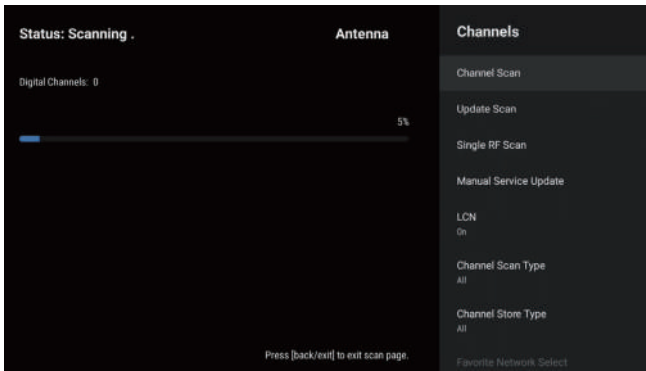 Status: Scanning .
Antenna
Digital Channels: 0
5%
Press [back/exit] to exit scan page.
Channels
Channel Scan
Update Scan
Single RF Scan
Manual Service Update
LCN
On
Channel Scan Type
All
Channel Store Type
All
Favorite Network Select